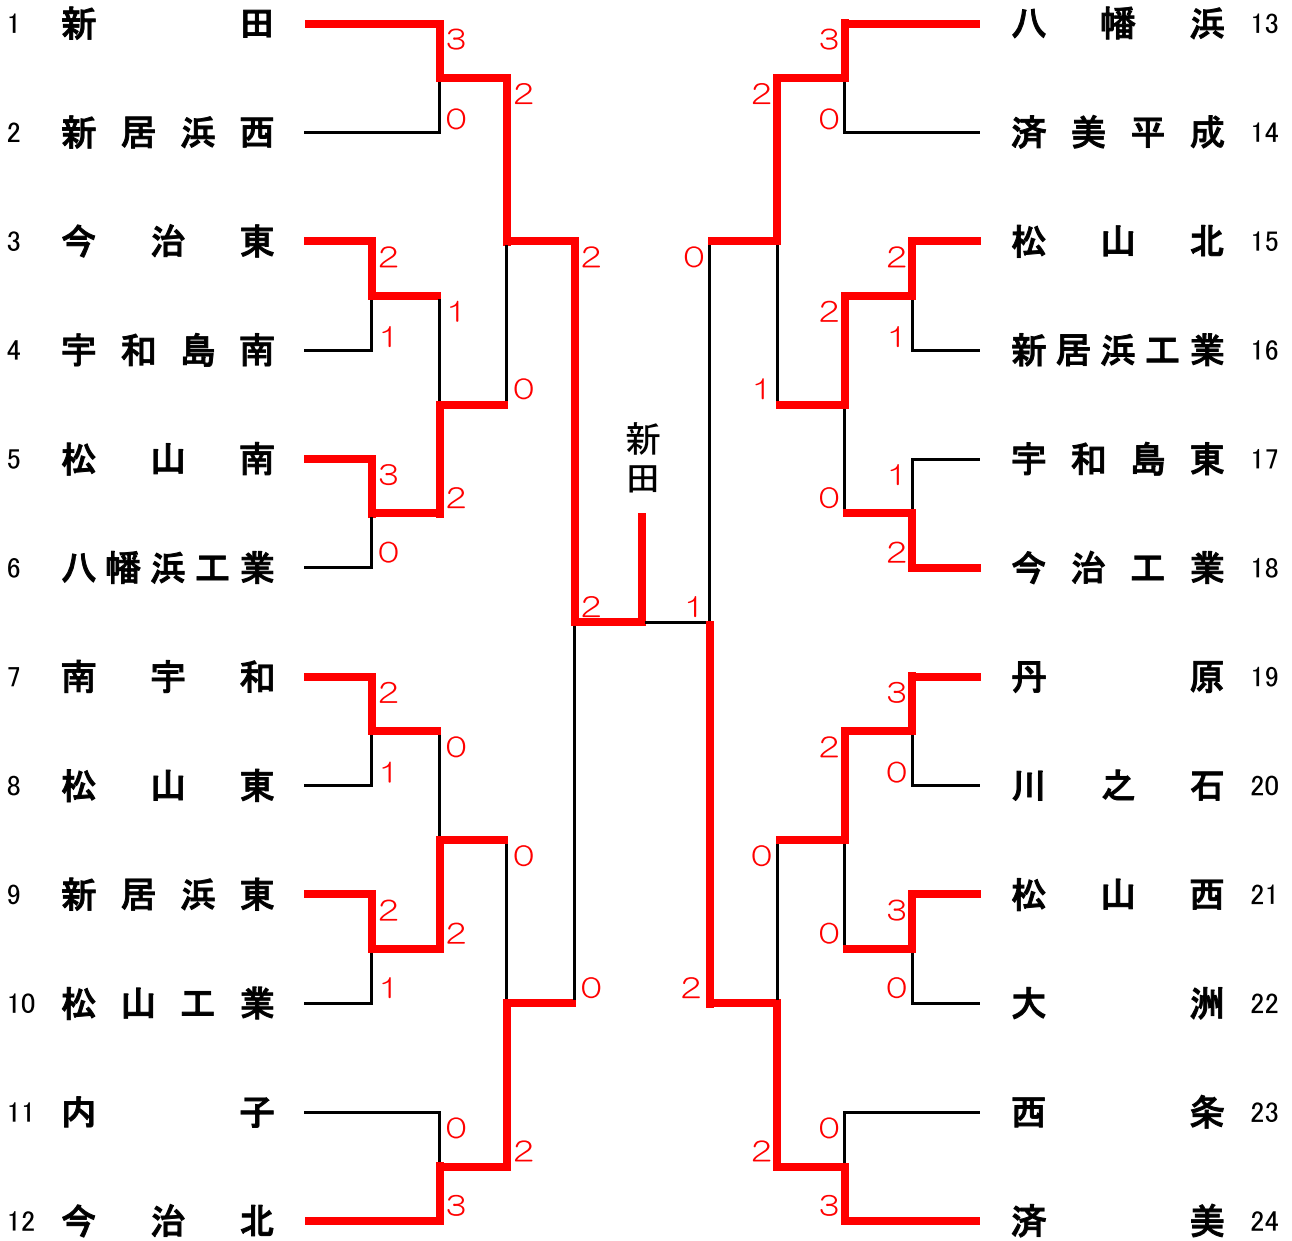 1 新田 3 3 八幡浜 13
2 2
2 新居浜西 0 0 済美平成 14
3 今治東 2 2 0 2 松山北 15
1 2
4 宇和島南 1 1 新居浜工業 16
0 1
新田
5 松山南 3 1 宇和島東 17
2 0
6 八幡浜工業 0 2 今治工業 18
2 1
7 南宇和 2 3 丹原 19
0 2
8 松山東 1 0 川之石 20
0 0
9 新居浜東 2 3 松山西 21
2 0
10 松山工業 1 0 2 0 大洲 22
11 内子 0 0 西条 23
2 2
12 今治北 3 3 済美 24